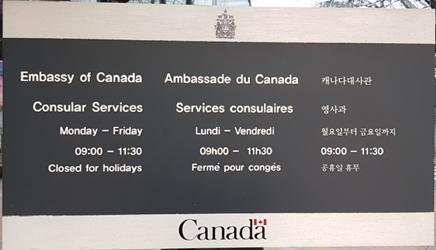 Embassy of Canada Ambassade du Canada 캐나다대사관
Consular Services Services consulaires 영사과
Monday – Friday Lundi – Vendredi 월요일부터 금요일까지
09:00 – 11:30 09h00 – 11h30 09:00 – 11:30
Closed for holidays Fermé pour congés 공휴일 휴무
Canada